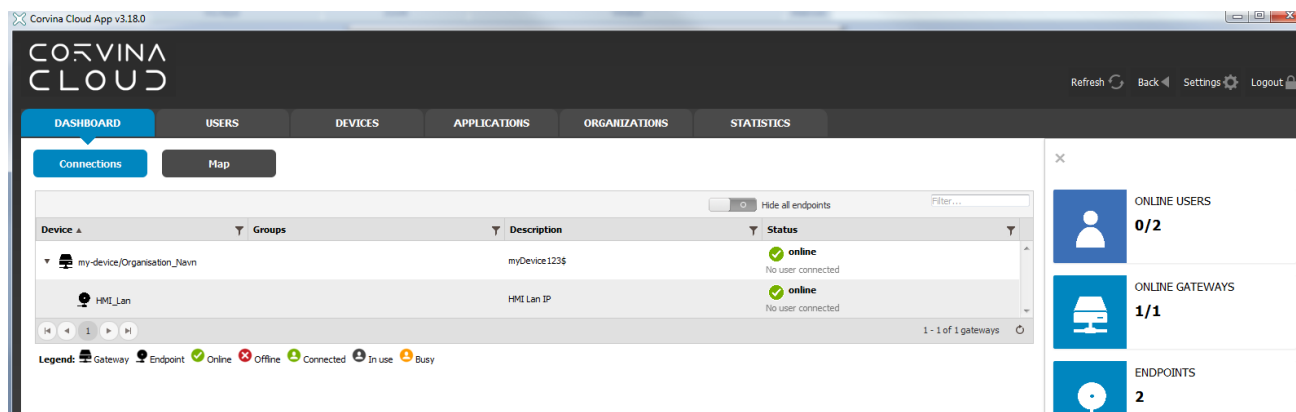 Corvina Cloud App v3.18.0
CORVINA
CLOUD
Refresh Back Settings Logout
DASHBOARD USERS DEVICES APPLICATIONS ORGANIZATIONS STATISTICS
Connections Map
Hide all endpoints Filter...
Device Groups Description Status
my-device/Organisation_Navn myDevice123$ online
No user connected
HMI_Lan HMI Lan IP online
No user connected
1 1 - 1 of 1 gateways
Legend: Gateway Endpoint Online Offline Connected In use Busy
ONLINE USERS
0/2
ONLINE GATEWAYS
1/1
ENDPOINTS
2